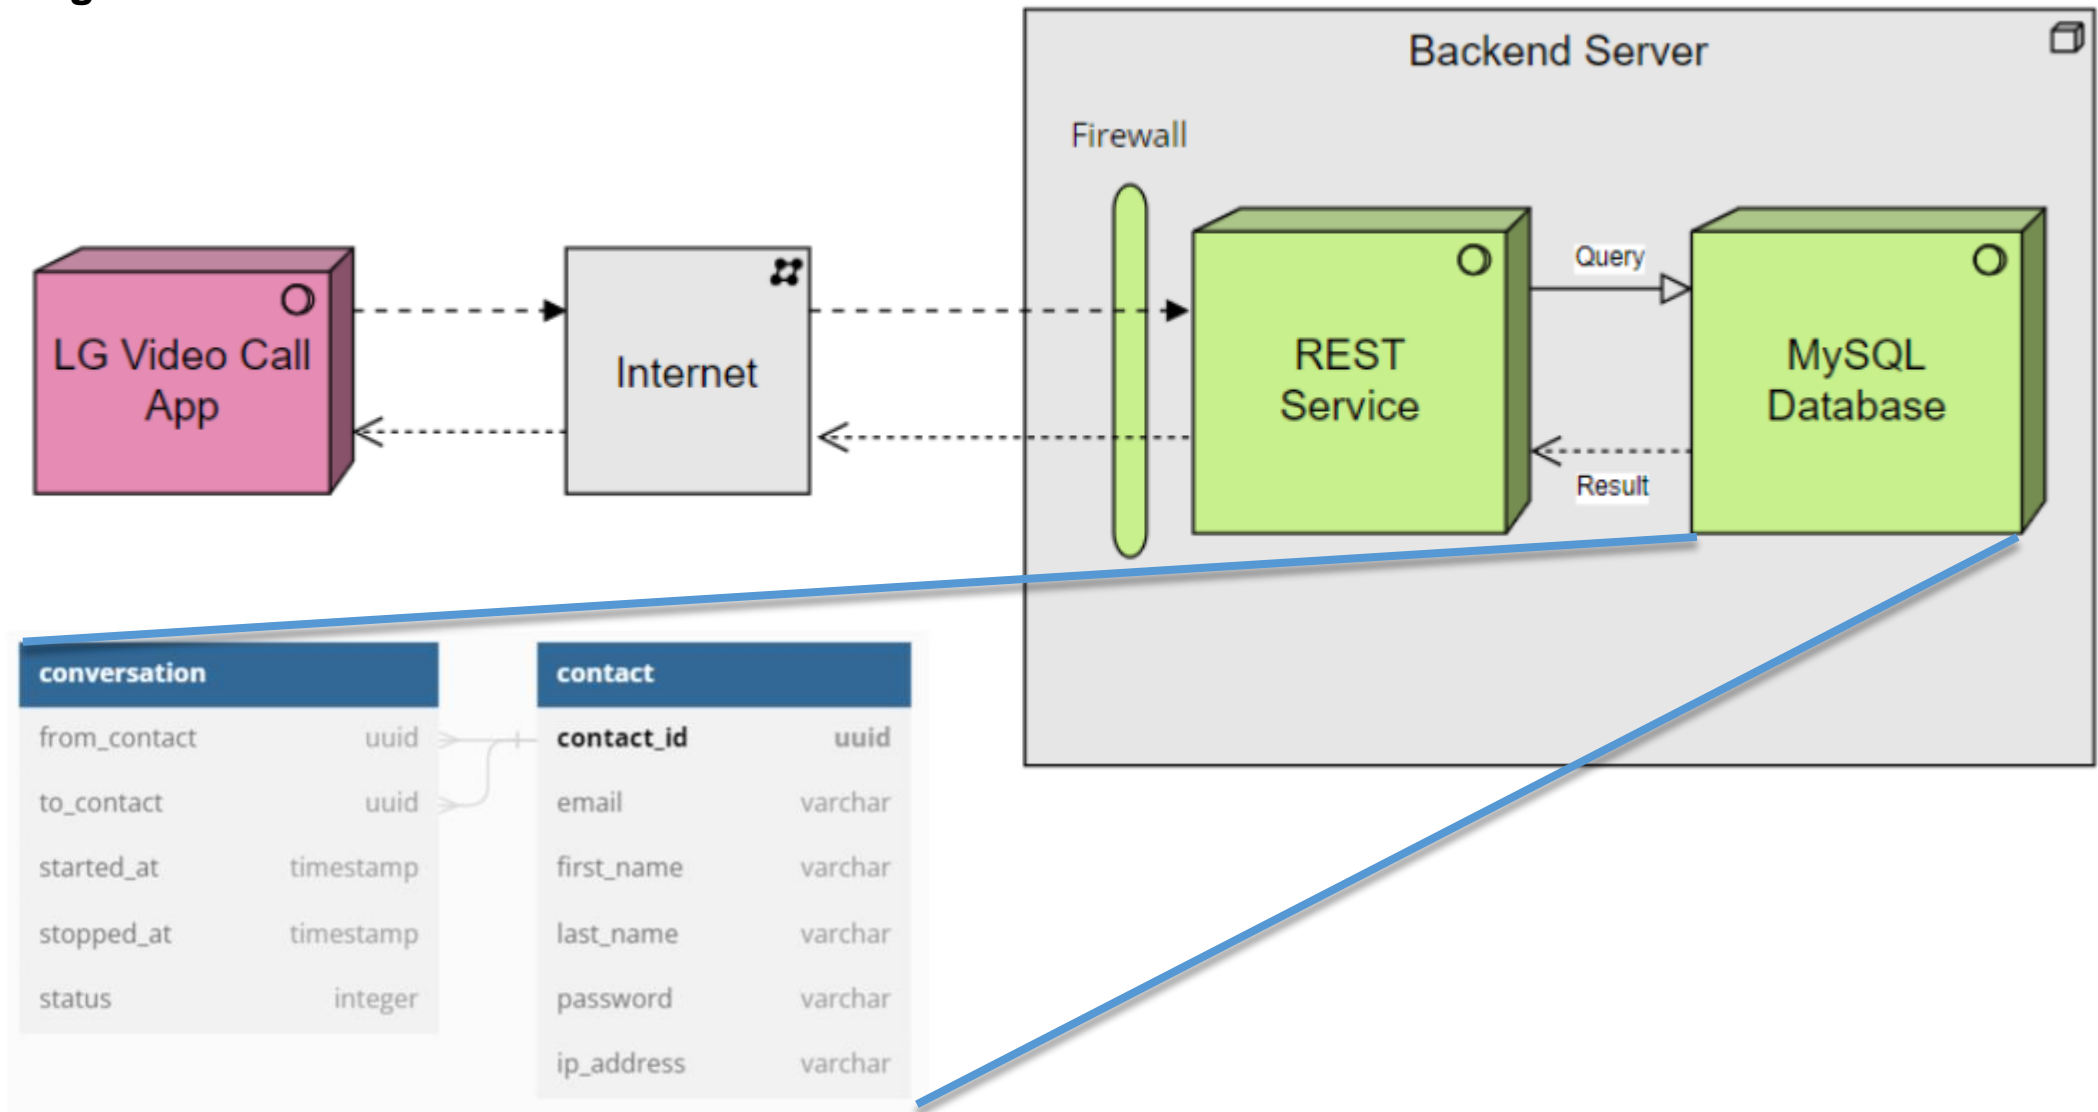 Backend Server
Firewall
LG Video Call
App
Internet
REST
Service
Query
Result
MySQL
Database
conversation
from_contact uuid
to_contact uuid
started_at timestamp
stopped_at timestamp
status integer
contact
contact_id uuid
email varchar
first_name varchar
last_name varchar
password varchar
ip_address varchar